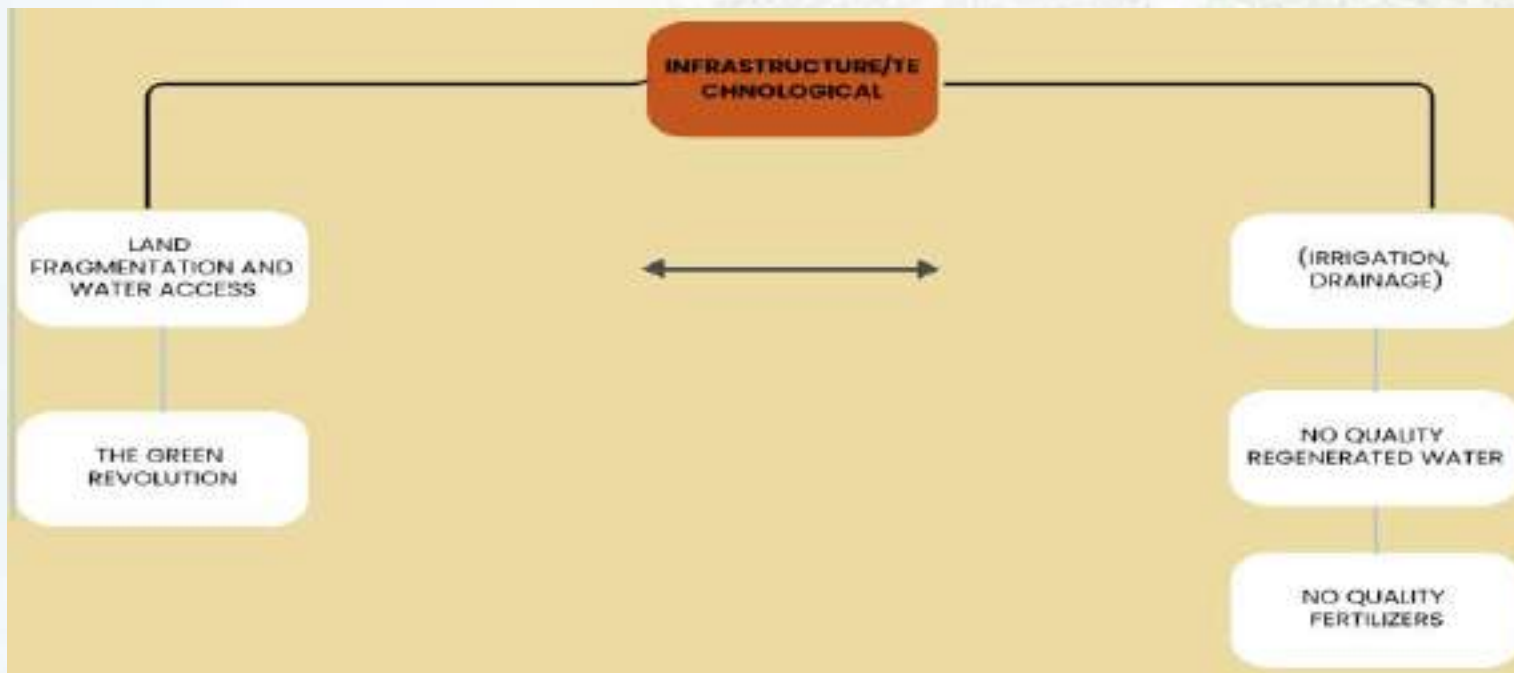 INFRASTRUCTURE/TE
CHNOLOGICAL
LAND
FRAGMENTATION AND
WATER ACCESS
THE GREEN
REVOLUTION
(IRRIGATION,
DRAINAGE)
NO QUALITY
REGENERATED WATER
NO QUALITY
FERTILIZERS